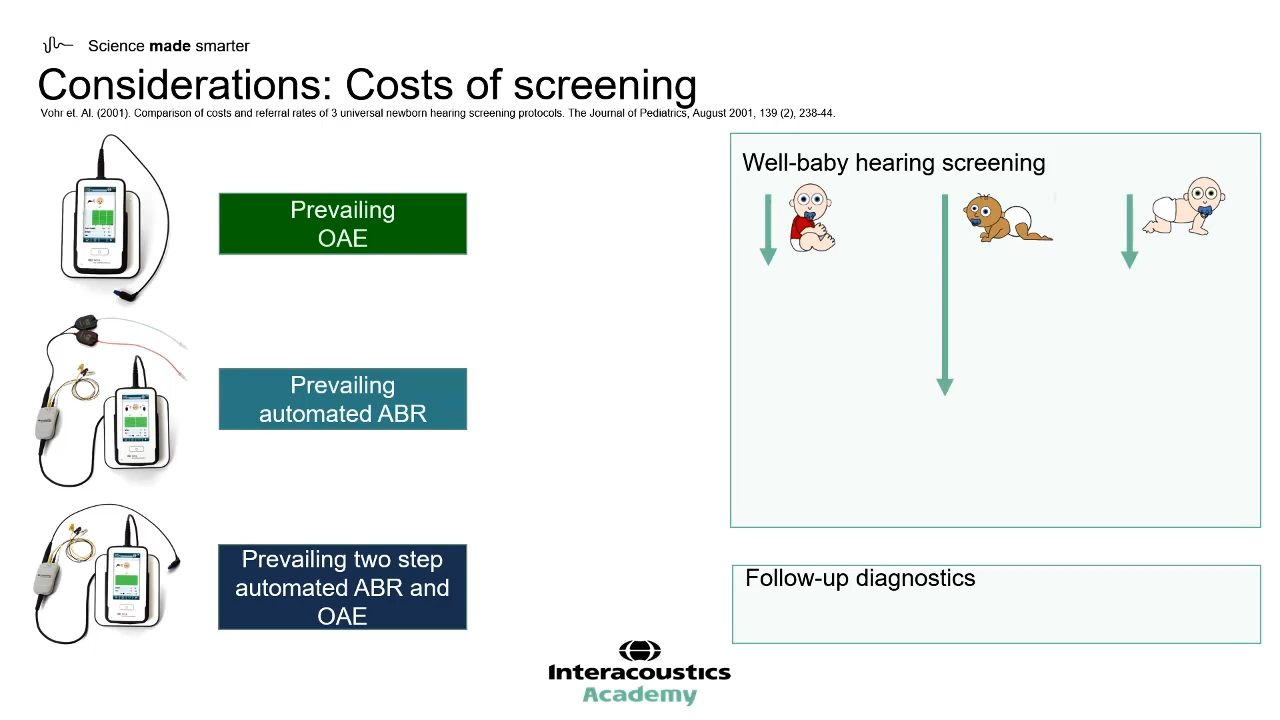 Science made smarter
Considerations: Costs of screening
Vohr et. Al. (2001). Comparison of costs and referral rates of 3 universal newborn hearing screening protocols. The Journal of Pediatrics, August 2001, 139 (2), 238-44.
Prevailing
OAE
Prevailing
automated ABR
Prevailing two step
automated ABR and
OAE
Well-baby hearing screening
Follow-up diagnostics
Interacoustics
Academy